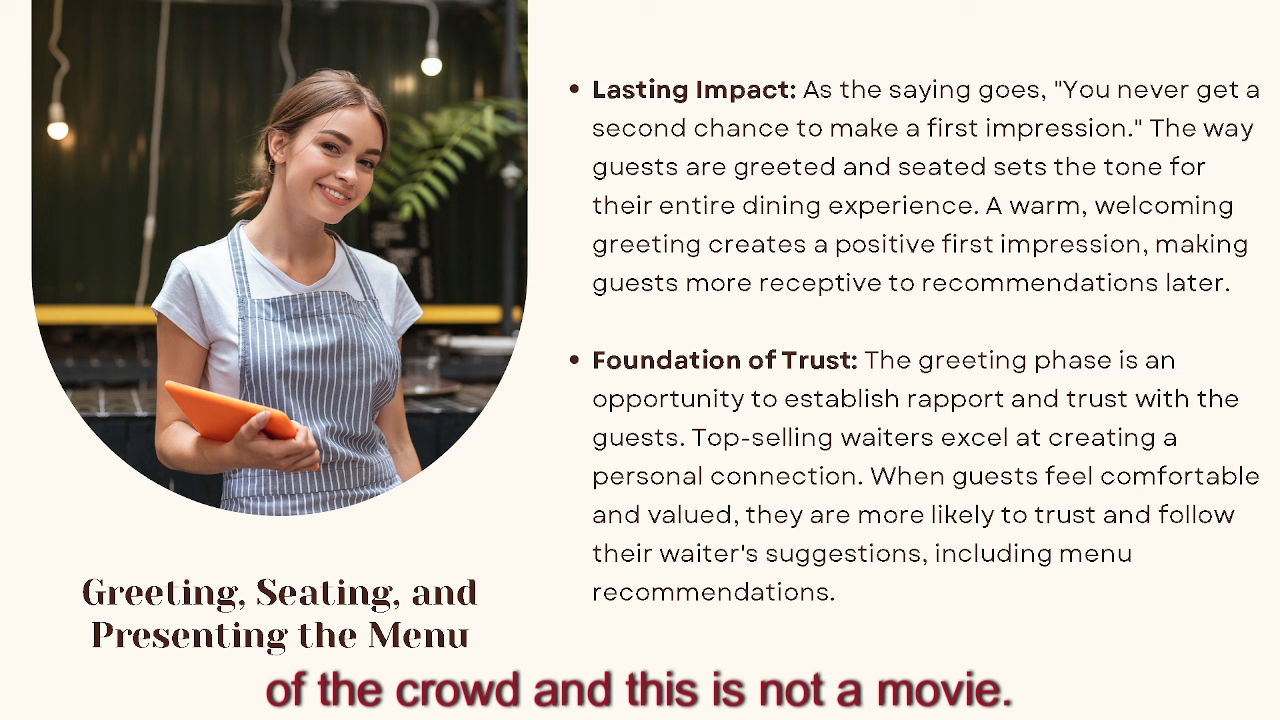 Lasting Impact: As the saying goes, "You never get a
second chance to make a first impression." The way
guests are greeted and seated sets the tone for
their entire dining experience. A warm, welcoming
greeting creates a positive first impression, making
guests more receptive to recommendations later.
Foundation of Trust: The greeting phase is an
opportunity to establish rapport and trust with the
guests. Top-selling waiters excel at creating a
personal connection. When guests feel comfortable
and valued, they are more likely to trust and follow
their waiter's suggestions, including menu
recommendations.
Greeting, Seating, and
Presenting the Menu
of the crowd and this is not a movie.